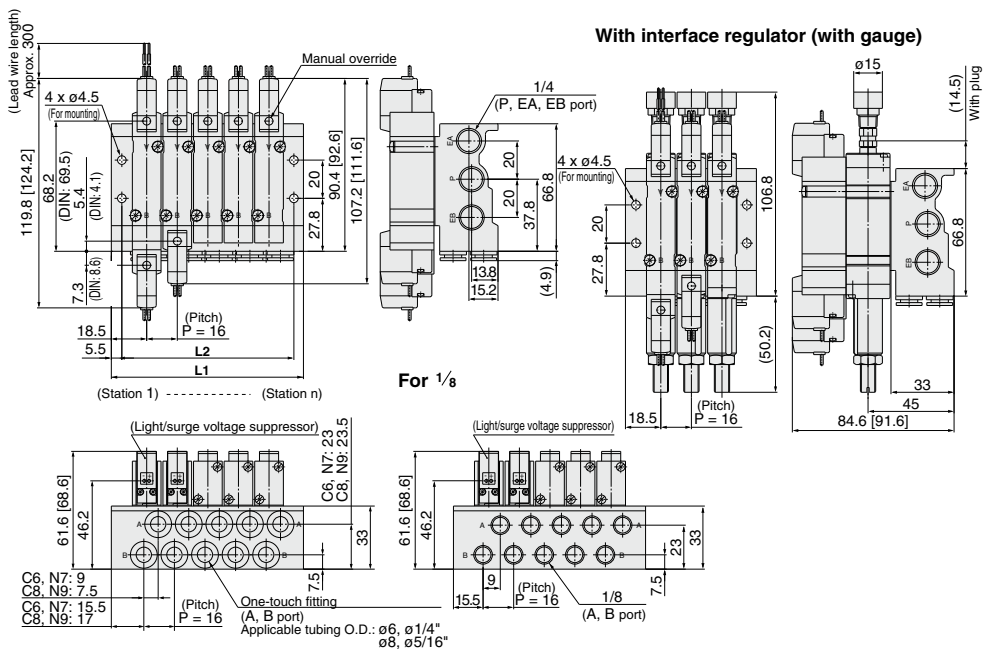 With interface regulator (with gauge)
(Lead wire length)
Approx. 300
Manual override
4 x ø4.5
(For mounting)
119.8 [124.2]
68.2
(DIN: 69.5)
5.4
(DIN: 4.1)
7.3
(DIN: 8.6)
20
27.8
90.4 [92.6]
107.2 [111.6]
18.5
5.5
(Pitch)
P = 16
L2
L1
(Station 1)
(Station n)
B
B
1/4
(P, EA, EB port)
EA
P
EB
20
20
37.8
66.8
(4.9)
13.8
15.2
4 x ø4.5
(For mounting)
20
27.8
106.8
(50.2)
18.5
(Pitch)
P = 16
ø15
(14.5)
With plug
EA
P
EB
66.8
33
45
84.6 [91.6]
For 1/8
(Light/surge voltage suppressor)
C6, N7: 23
C8, N9: 23.5
61.6 [68.6]
46.2
A
A
B
B
33
7.5
C6, N7: 9
C8, N9: 7.5
C6, N7: 15.5
C8, N9: 17
(Pitch)
P = 16
One-touch fitting
(A, B port)
Applicable tubing O.D.: ø6, ø1/4"
ø8, ø5/16"
(Light/surge voltage suppressor)
61.6 [68.6]
46.2
A
A
B
B
23
33
7.5
9
15.5
(Pitch)
P = 16
1/8
(A, B port)